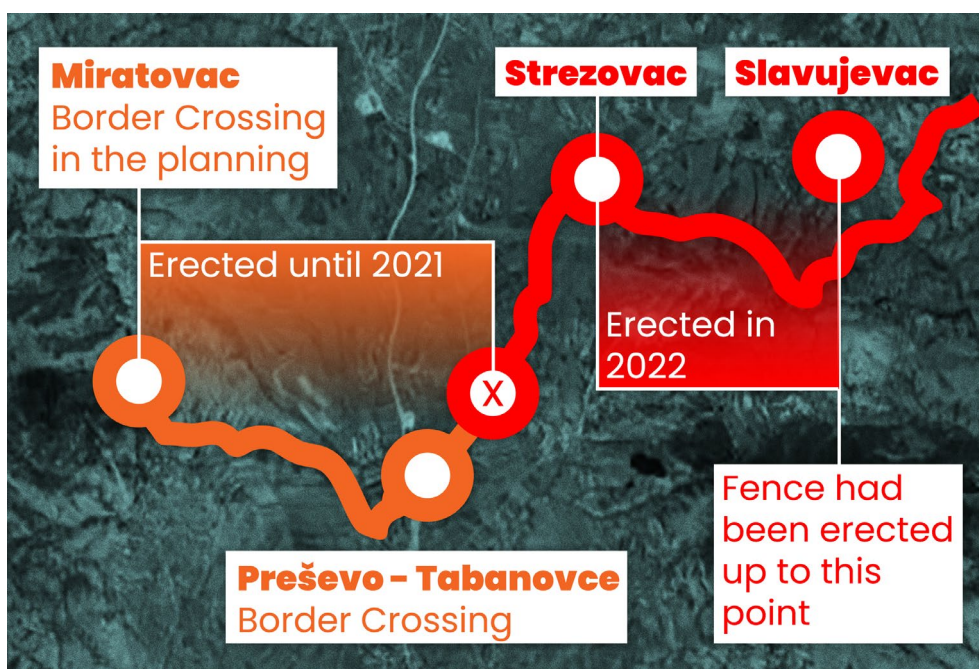 Miratovac
Border Crossing
in the planning
Strezovac
Slavujevac
Erected until 2021
Erected in
2022
X
Preševo – Tabanovce
Border Crossing
Fence had
been erected
up to this
point